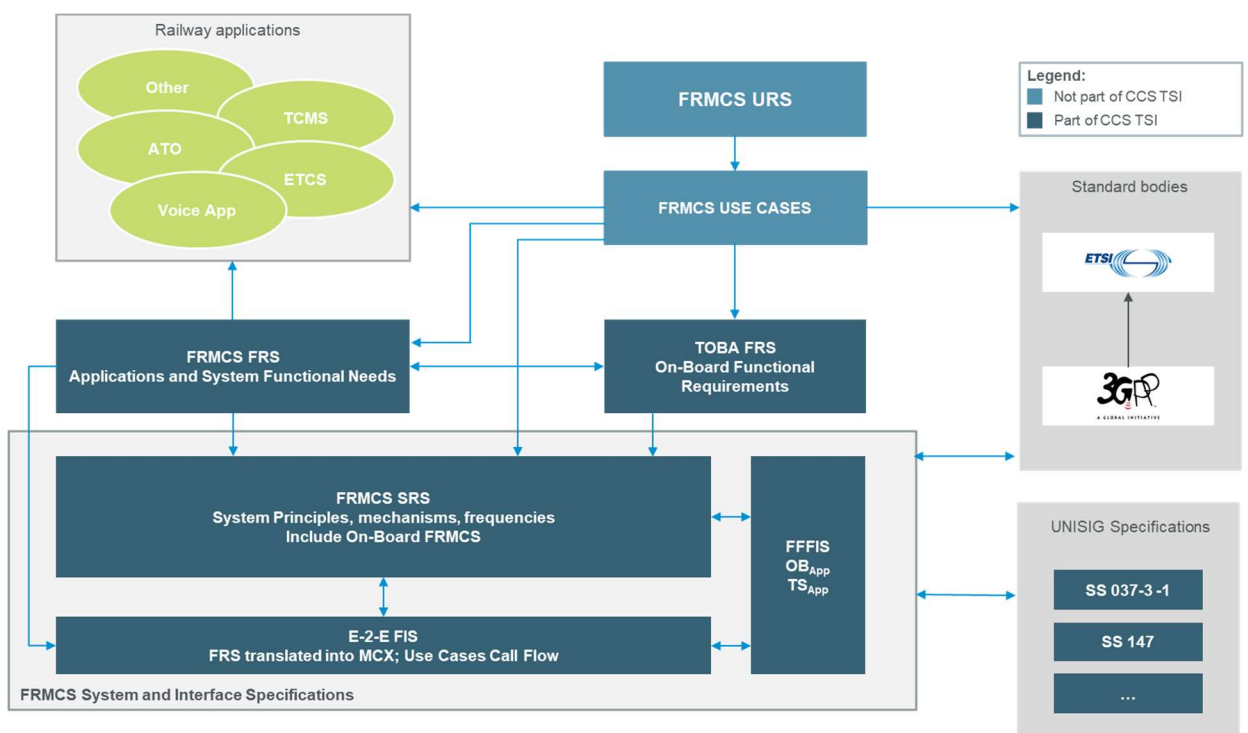 Railway applications
Other
TCMS
ATO
ETCS
Voice App
FRMCS URS
FRMCS USE CASES
Legend:
Not part of CCS TSI
Part of CCS TSI
Standard bodies
ETSI
3GPP
A GLOBAL INITIATIVE
FRMCS FRS
Applications and System Functional Needs
TOBA FRS
On-Board Functional
Requirements
FRMCS SRS
System Principles, mechanisms, frequencies
Include On-Board FRMCS
FFFIS
OBApp
TSApp
E-2-E FIS
FRS translated into MCX; Use Cases Call Flow
FRMCS System and Interface Specifications
UNISIG Specifications
SS 037-3 -1
SS 147
...